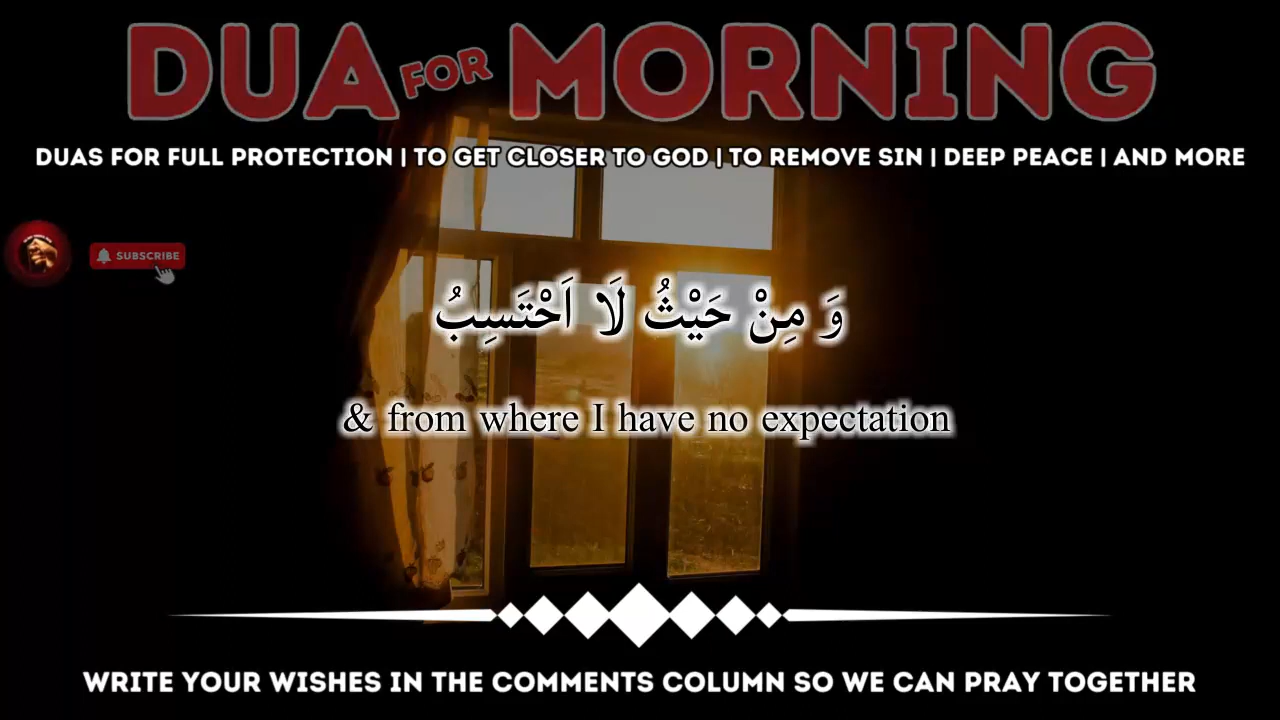 DUA FOR MORNING
DUAS FOR FULL PROTECTION | TO GET CLOSER TO GOD | TO REMOVE SIN | DEEP PEACE | AND MORE
SUBSCRIBE
وَ مِنْ حَيْثُ لَا اَحْتَسِبُ
& from where I have no expectation
WRITE YOUR WISHES IN THE COMMENTS COLUMN SO WE CAN PRAY TOGETHER